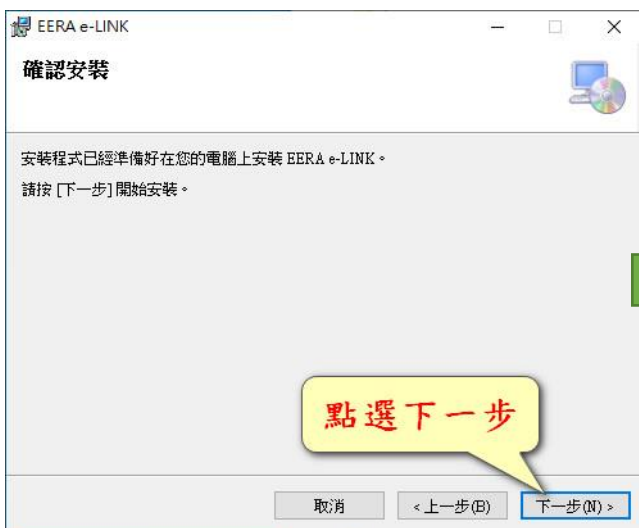 EERA e-LINK
確認安裝
安裝程式已經準備好在您的電腦上安裝 EERA e-LINK。
請按 [下一步] 開始安裝。
點選下一步
取消
< 上一步(B)
下一步(N) >